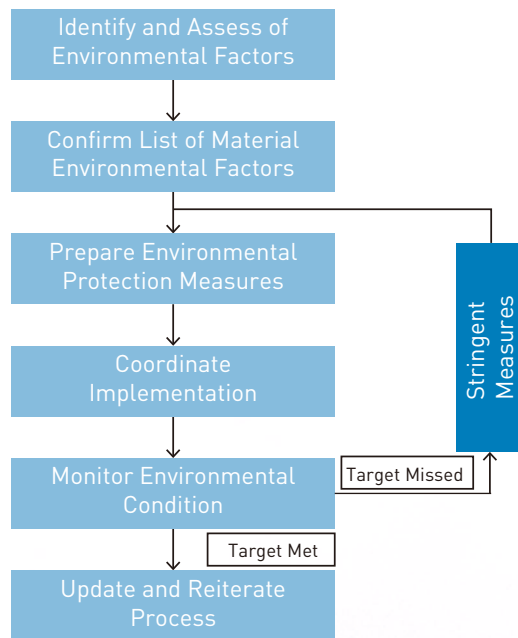 Identify and Assess of
Environmental Factors
Confirm List of Material
Environmental Factors
Prepare Environmental
Protection Measures
Coordinate
Implementation
Stringent
Measures
Monitor Environmental
Condition
Target Missed
Target Met
Update and Reiterate
Process